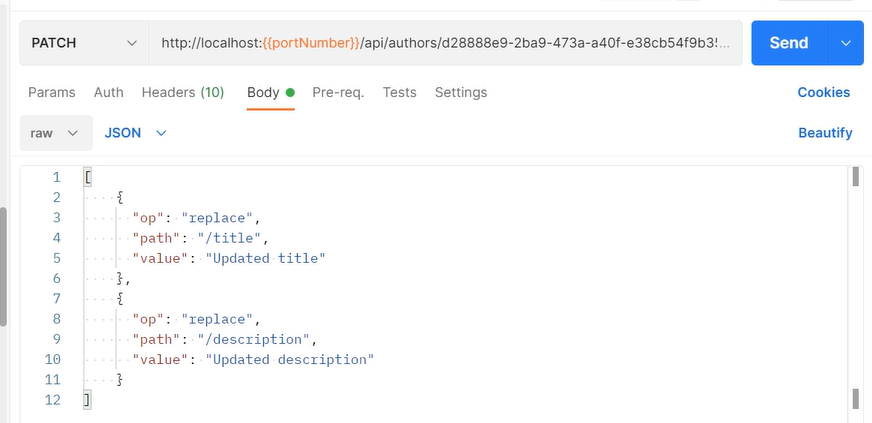 PATCH http://localhost:{{portNumber}}/api/authors/d28888e9-2ba9-473a-a40f-e38cb54f9b35... Send
Params Auth Headers (10) Body Pre-req. Tests Settings Cookies
raw JSON Beautify
1 [
2 {
3 "op": "replace",
4 "path": "/title",
5 "value": "Updated title"
6 },
7 {
8 "op": "replace",
9 "path": "/description",
10 "value": "Updated description"
11 }
12 ]